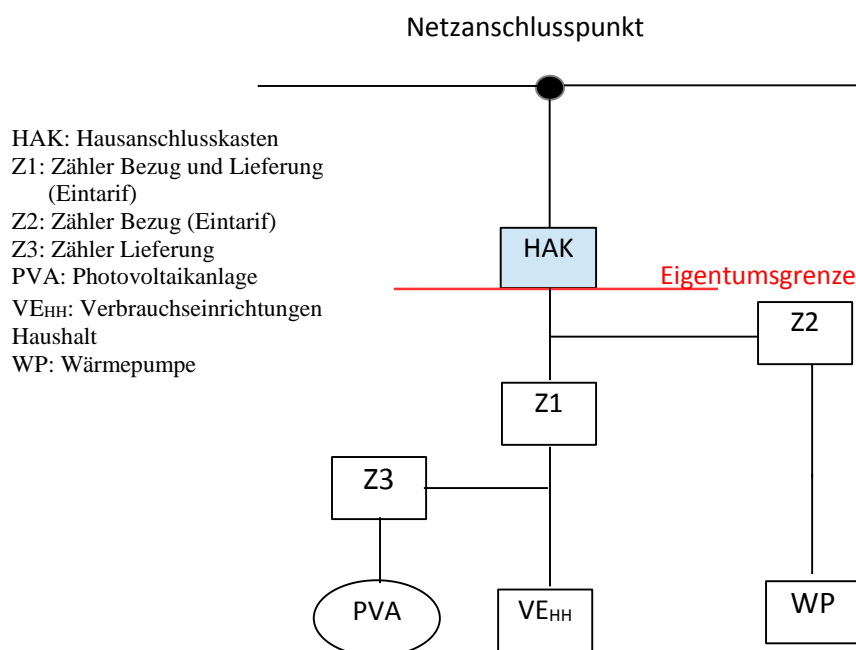 Netzanschlusspunkt
HAK: Hausanschlusskasten
Z1: Zähler Bezug und Lieferung
(Eintarif)
Z2: Zähler Bezug (Eintarif)
Z3: Zähler Lieferung
PVA: Photovoltaikanlage
VEHH: Verbrauchseinrichtungen
Haushalt
WP: Wärmepumpe
HAK
Eigentumsgrenze
Z2
Z1
Z3
PVA
VEHH
WP